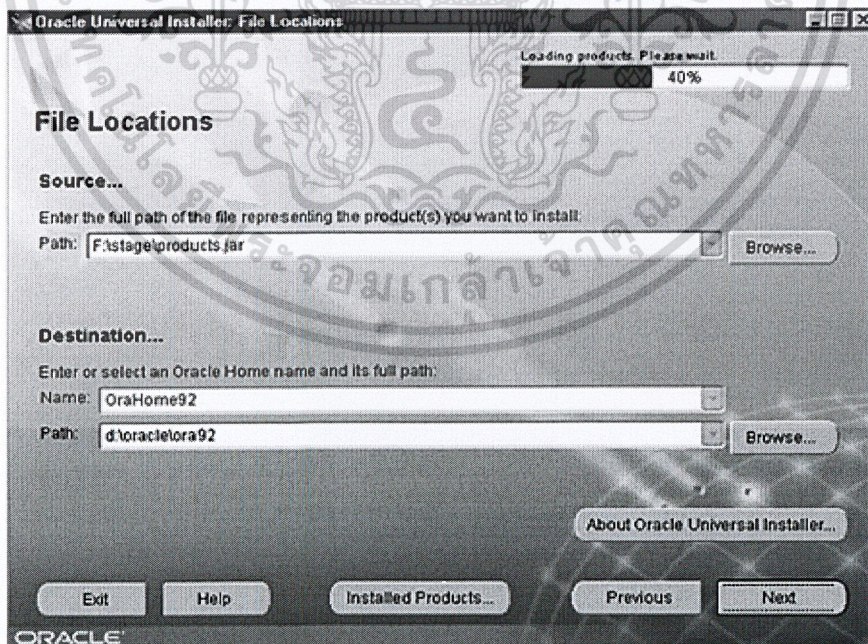 Oracle Universal Installer: File Locations
Loading products. Please wait.
40%
File Locations
Source...
Enter the full path of the file representing the product(s) you want to install:
Path: F:\stage\products.jar Browse...
Destination...
Enter or select an Oracle Home name and its full path:
Name: OraHome92
Path: d:\oracle\ora92 Browse...
About Oracle Universal Installer...
Exit Help Installed Products... Previous Next
ORACLE